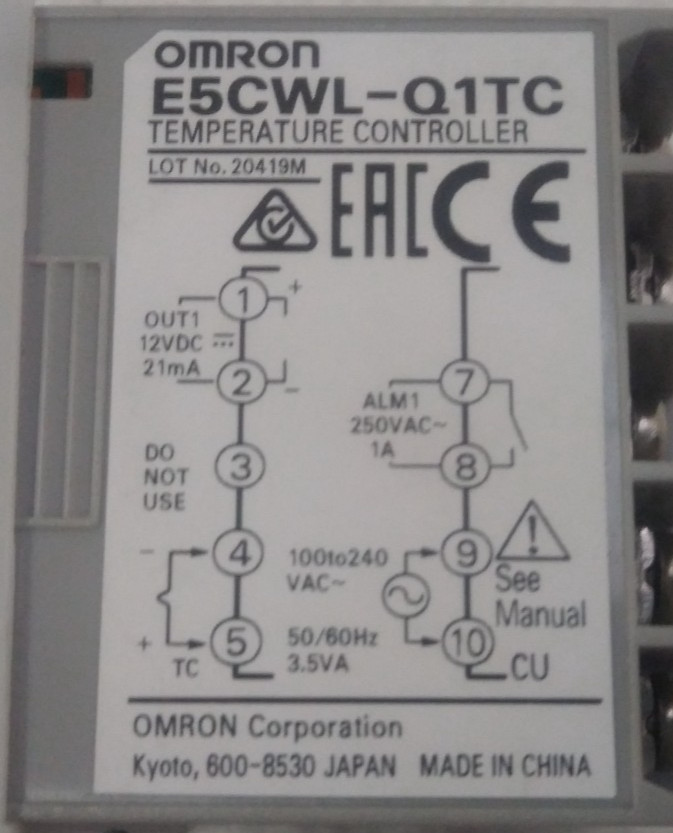 OMRON
E5CWL-Q1TC
TEMPERATURE CONTROLLER
LOT No. 20419M
EAC CE
1 +
OUT1
12VDC ⎓
21mA
2 -
3
DO
NOT
USE
- 4
+ 5
TC
7
ALM1
250VAC~
1A
8
100to240
VAC~
50/60Hz
3.5VA
9
10
See
Manual
CU
OMRON Corporation
Kyoto, 600-8530 JAPAN MADE IN CHINA